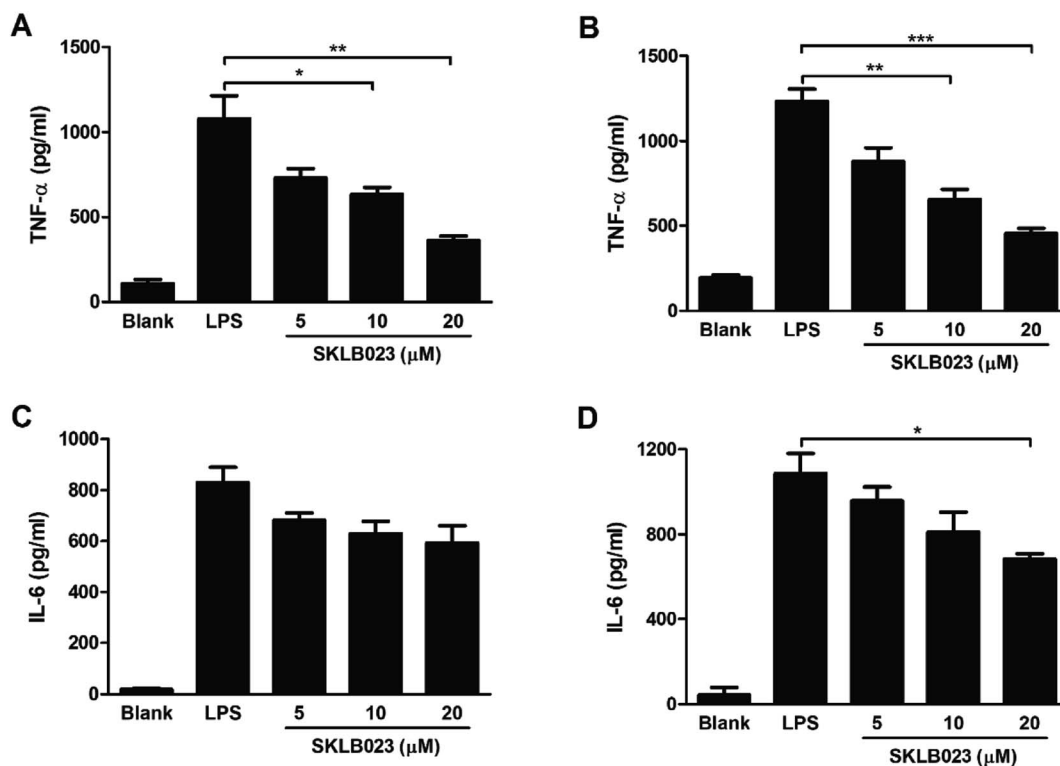 A
TNF-α (pg/ml)
1500
1000
500
0
**
*
Blank LPS 5 10 20
SKLB023 (μM)
B
TNF-α (pg/ml)
1500
1000
500
0
***
**
Blank LPS 5 10 20
SKLB023 (μM)
C
IL-6 (pg/ml)
1000
800
600
400
200
0
Blank LPS 5 10 20
SKLB023 (μM)
D
IL-6 (pg/ml)
1200
800
400
0
*
Blank LPS 5 10 20
SKLB023 (μM)